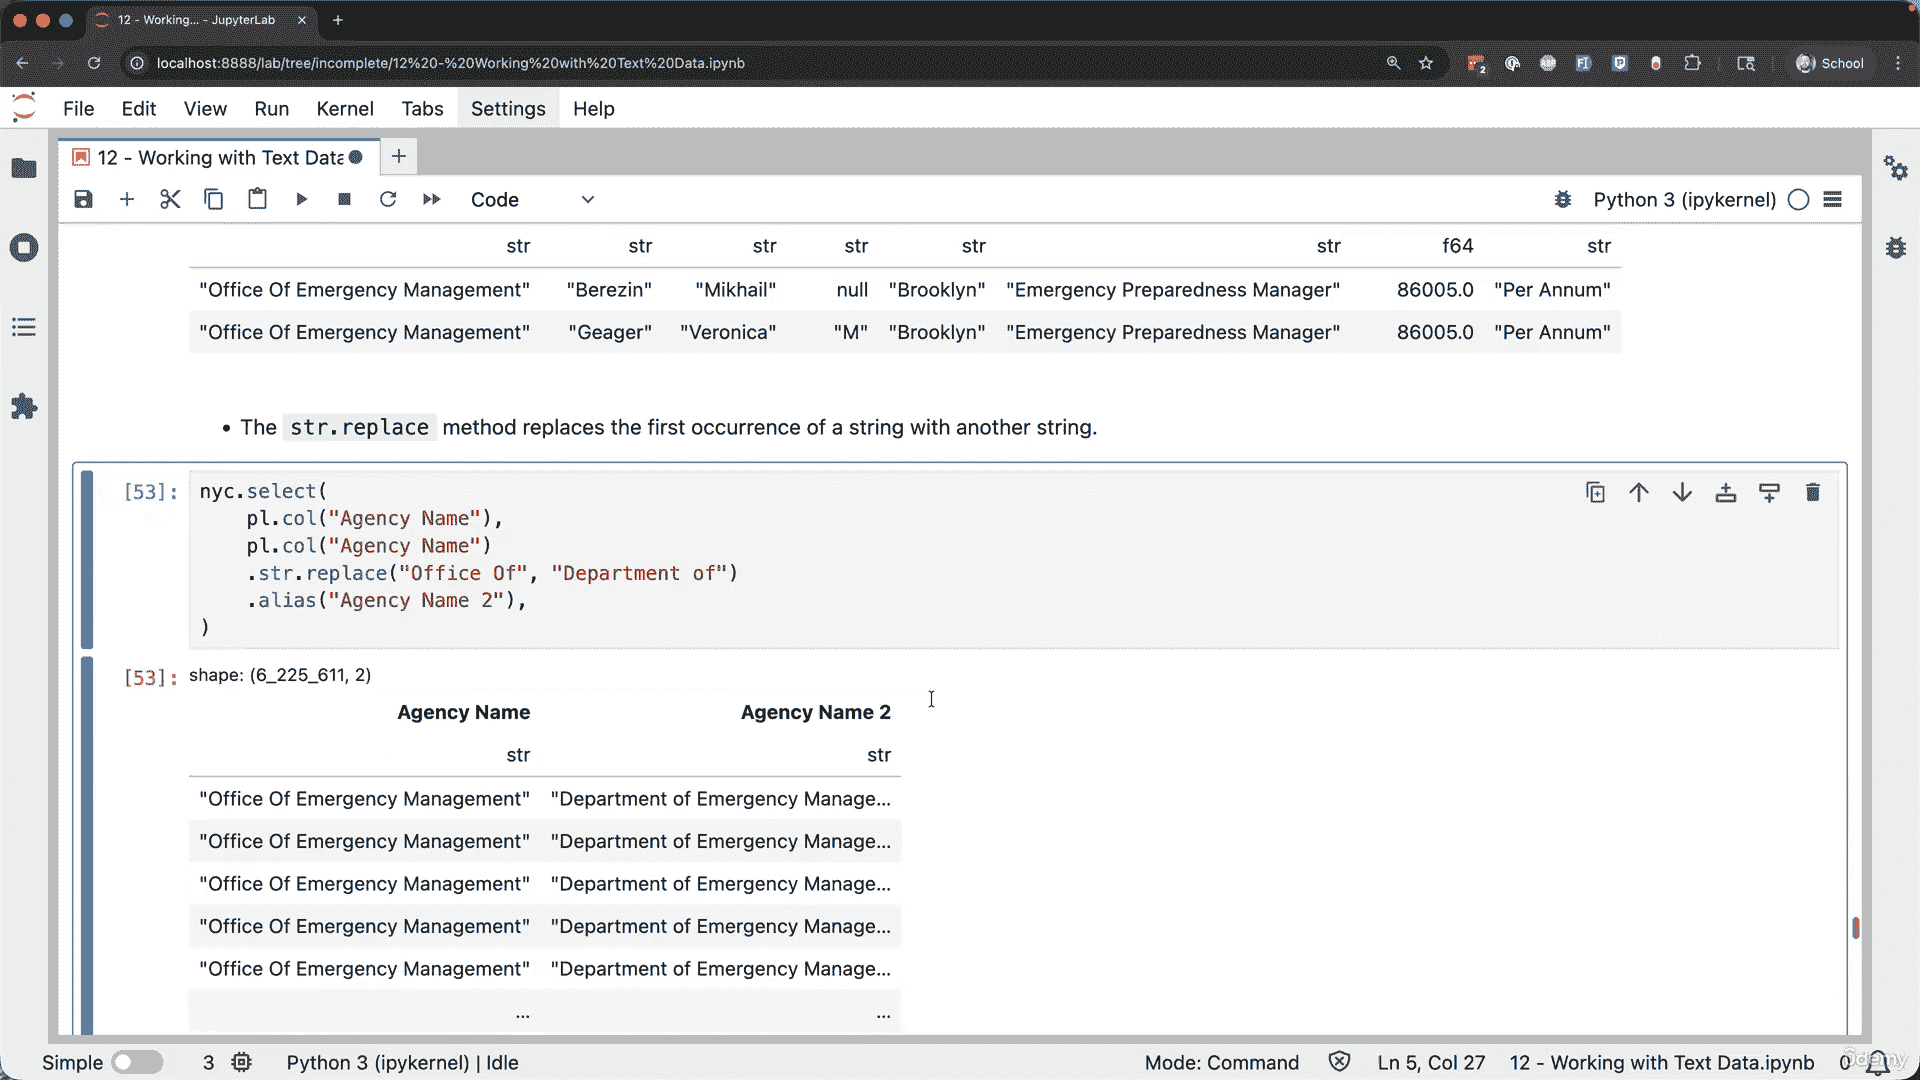 12 - Working... - JupyterLab
localhost:8888/lab/tree/incomplete/12%20-%20Working%20with%20Text%20Data.ipynb
2
ABP
School
File Edit View Run Kernel Tabs Settings Help
12 - Working with Text Data
Code
Python 3 (ipykernel)
str str str str str str f64 str
"Office Of Emergency Management" "Berezin" "Mikhail" null "Brooklyn" "Emergency Preparedness Manager" 86005.0 "Per Annum"
"Office Of Emergency Management" "Geager" "Veronica" "M" "Brooklyn" "Emergency Preparedness Manager" 86005.0 "Per Annum"
• The str.replace method replaces the first occurrence of a string with another string.
[53]: nyc.select(
pl.col("Agency Name"),
pl.col("Agency Name")
.str.replace("Office Of", "Department of")
.alias("Agency Name 2"),
)
[53]: shape: (6_225_611, 2)
Agency Name Agency Name 2
str str
"Office Of Emergency Management" "Department of Emergency Manage...
"Office Of Emergency Management" "Department of Emergency Manage...
"Office Of Emergency Management" "Department of Emergency Manage...
"Office Of Emergency Management" "Department of Emergency Manage...
"Office Of Emergency Management" "Department of Emergency Manage...
... ...
Simple 3 Python 3 (ipykernel) | Idle Mode: Command Ln 5, Col 27 12 - Working with Text Data.ipynb 0
ûdemy